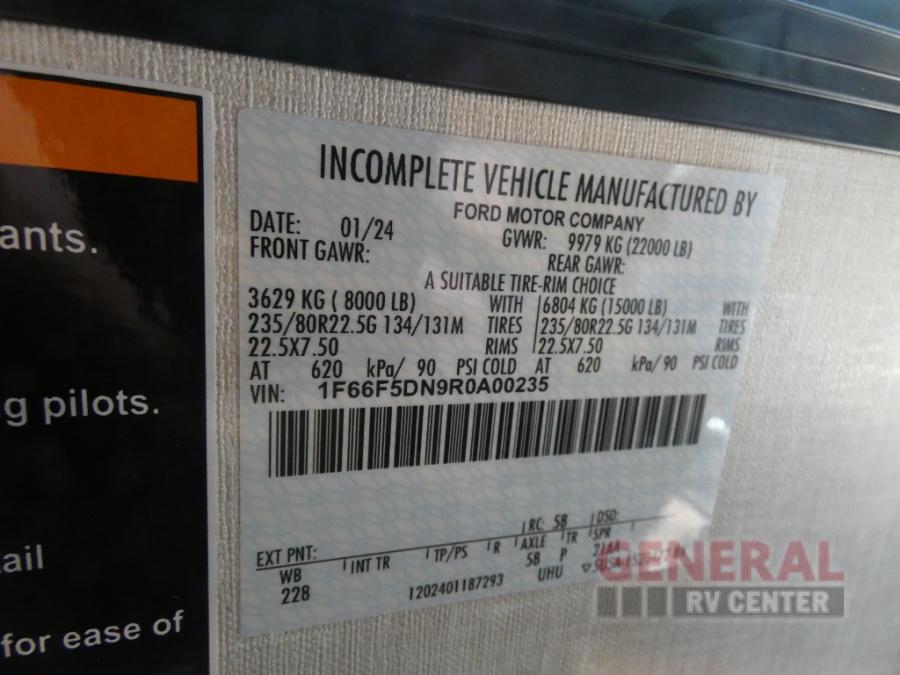 ants.
g pilots.
ail
for ease of
INCOMPLETE VEHICLE MANUFACTURED BY
FORD MOTOR COMPANY
DATE: 01/24 GVWR: 9979 KG (22000 LB)
FRONT GAWR: REAR GAWR:
A SUITABLE TIRE-RIM CHOICE
3629 KG ( 8000 LB) WITH 6804 KG (15000 LB) WITH
235/80R22.5G 134/131M TIRES 235/80R22.5G 134/131M TIRES
22.5X7.50 RIMS 22.5X7.50 RIMS
AT 620 kPa/ 90 PSI COLD AT 620 kPa/ 90 PSI COLD
VIN: 1F66F5DN9R0A00235
RC: 58 DSO:
EXT PNT: INT TR TP/PS R AXLE TR SPR
WB 58 P 21AA
228 1202401187293 UHU
GENERAL
RV CENTER